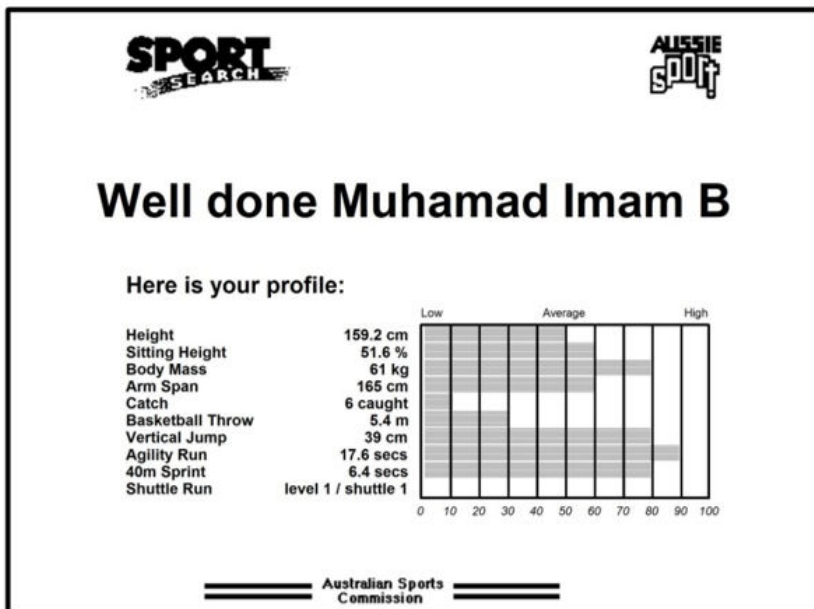 SPORT
SEARCH
AUSSIE
SPORT
Well done Muhamad Imam B
Here is your profile:
Low Average High
Height 159.2 cm
Sitting Height 51.6 %
Body Mass 61 kg
Arm Span 165 cm
Catch 6 caught
Basketball Throw 5.4 m
Vertical Jump 39 cm
Agility Run 17.6 secs
40m Sprint 6.4 secs
Shuttle Run level 1 / shuttle 1
0 10 20 30 40 50 60 70 80 90 100
Australian Sports
Commission